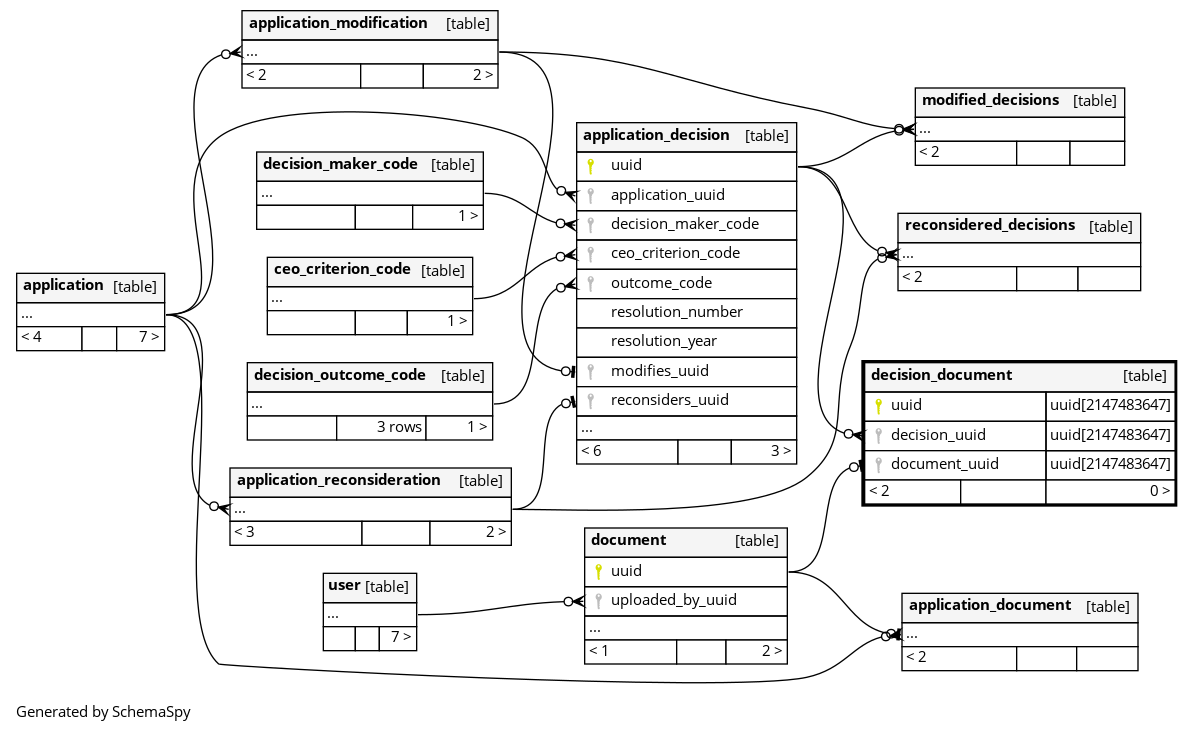 application_modification [table]
...
< 2 2 >
decision_maker_code [table]
...
1 >
ceo_criterion_code [table]
...
1 >
application [table]
...
< 4 7 >
decision_outcome_code [table]
...
3 rows 1 >
application_reconsideration [table]
...
< 3 2 >
user [table]
...
7 >
application_decision [table]
uuid
application_uuid
decision_maker_code
ceo_criterion_code
outcome_code
resolution_number
resolution_year
modifies_uuid
reconsiders_uuid
...
< 6 3 >
document [table]
uuid
uploaded_by_uuid
...
< 1 2 >
modified_decisions [table]
...
< 2
reconsidered_decisions [table]
...
< 2
decision_document [table]
uuid uuid[2147483647]
decision_uuid uuid[2147483647]
document_uuid uuid[2147483647]
< 2 0 >
application_document [table]
...
< 2
Generated by SchemaSpy